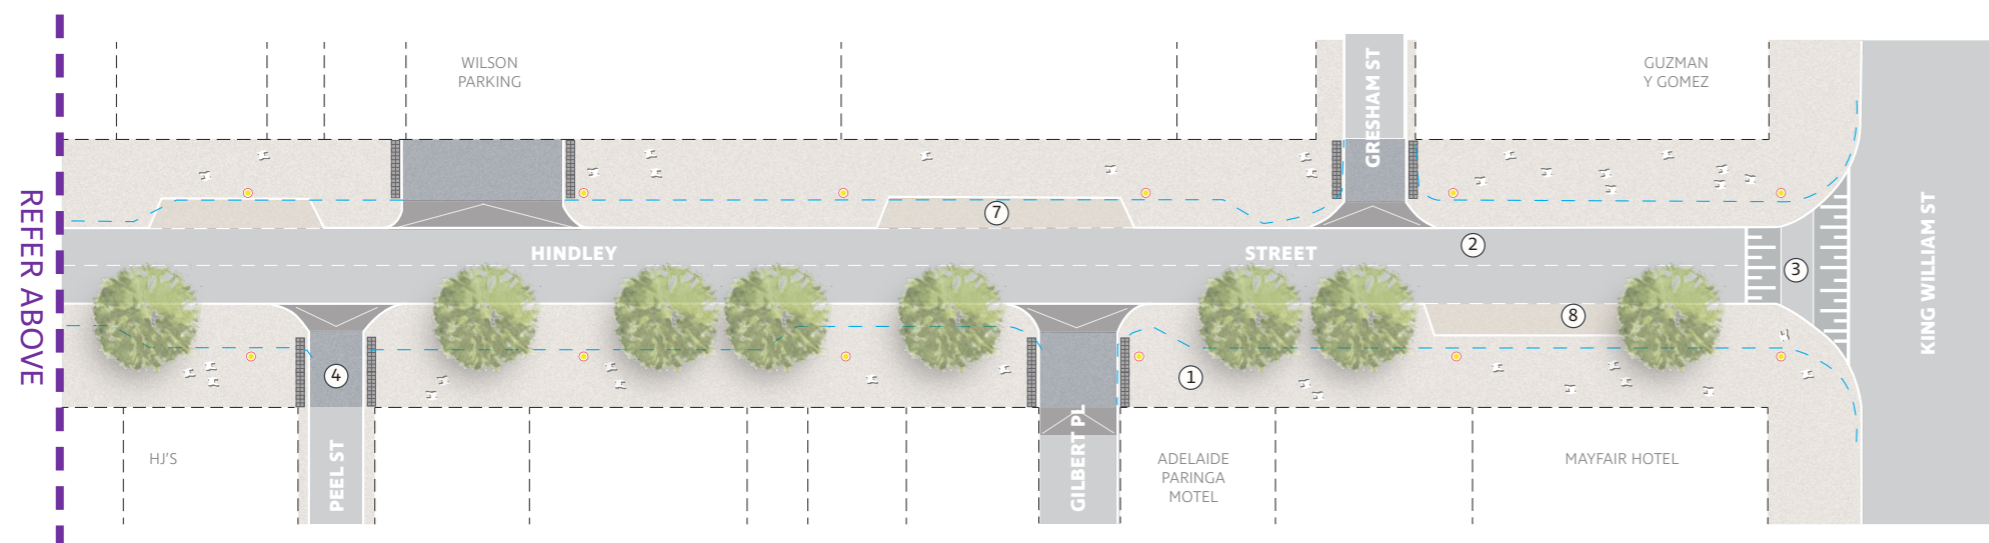 WILSON
PARKING
GRESHAM ST
GUZMAN
Y GOMEZ
REFER ABOVE
7
HINDLEY
STREET
2
3
KING WILLIAM ST
8
4
1
HJ'S
PEEL ST
GILBERT PL
ADELAIDE
PARINGA
MOTEL
MAYFAIR HOTEL